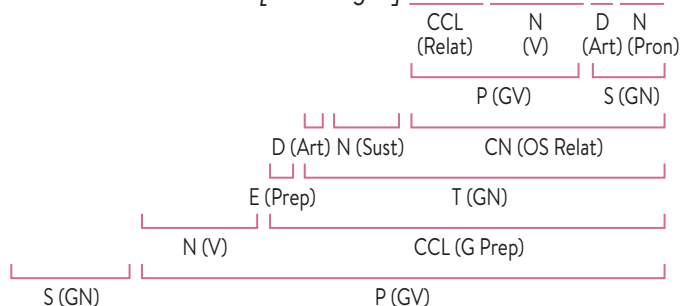 CCL N D N
(Relat) (V) (Art) (Pron)
P (GV) S (GN)
D (Art) N (Sust) CN (OS Relat)
E (Prep) T (GN)
N (V) CCL (G Prep)
S (GN) P (GV)